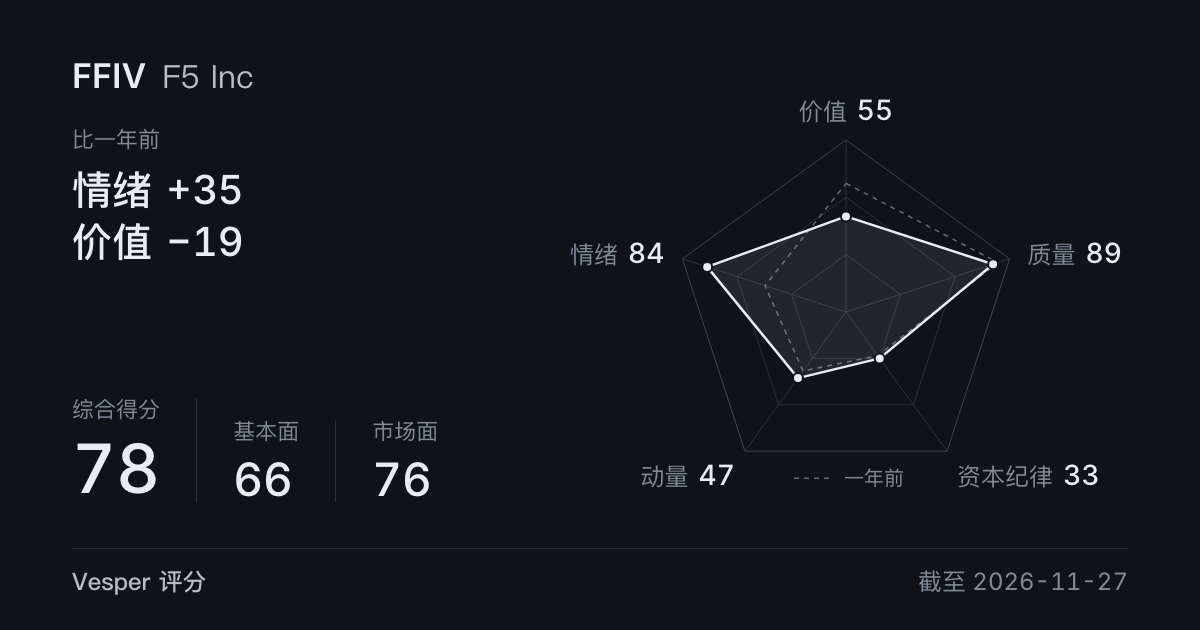 FFIV F5 Inc
比一年前
情绪 +35
价值 −19
综合得分
78
基本面
66
市场面
76
价值 55
质量 89
情绪 84
动量 47
一年前
资本纪律 33
Vesper 评分
截至 2026-11-27